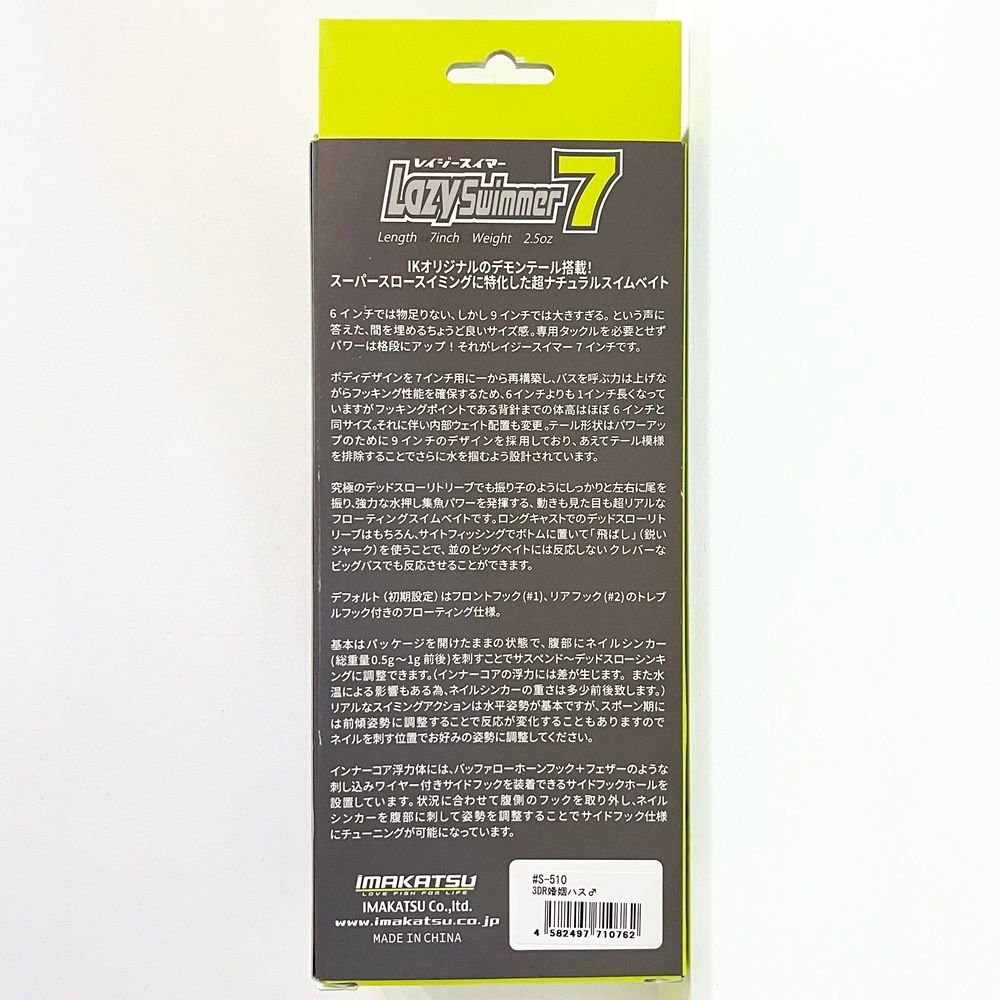 レイジースイマー
Lazy Swimmer 7
Length 7inch Weight 2.5oz
IKオリジナルのデモンテール搭載!
スーパースロースイミングに特化した超ナチュラルスイムベイト
6インチでは物足りない、しかし9インチでは大きすぎる。という声に
答えた、間を埋めるちょうど良いサイズ感。専用タックルを必要とせず
パワーは格段にアップ！それがレイジースイマー7インチです。
ボディデザインを7インチ用に一から再構築し、バスを呼ぶ力は上げな
がらフッキング性能を確保するため、6インチよりも1インチ長くなって
いますがフッキングポイントである背針までの体高はほぼ6インチと
同サイズ。それに伴い内部ウェイト配置も変更。テール形状はパワーアッ
プのために9インチのデザインを採用しており、あえてテール模様
を排除することでさらに水を掴むよう設計されています。
究極のデッドスローリトリーブでも振り子のようにしっかりと左右に尾を
振り、強力な水押し集魚パワーを発揮する、動きも見た目も超リアルな
フローティングスイムベイトです。ロングキャストでのデッドスローリト
リーブはもちろん、サイトフィッシングでボトムに置いて「飛ばし」（鋭い
ジャーク）を使うことで、並のビッグベイトには反応しないクレバーな
ビッグバスでも反応させることができます。
デフォルト（初期設定）はフロントフック(#1)、リアフック(#2)のトレブ
ルフック付きのフローティング仕様。
基本はパッケージを開けたままの状態で、腹部にネイルシンカー
(総重量0.5g〜1g前後)を刺すことでサスペンド〜デッドスローシンキ
ングに調整できます。(インナーコアの浮力には差が生じます。また水
温による影響もある為、ネイルシンカーの重さは多少前後致します。)
リアルなスイミングアクションは水平姿勢が基本ですが、スポーン期に
は前傾姿勢に調整することで反応が変化することもありますので
ネイルを刺す位置でお好みの姿勢に調整してください。
インナーコア浮力体には、バッファローホーンフック＋フェザーのような
刺し込みワイヤー付きサイドフックを装着できるサイドフックホールを
設置しています。状況に合わせて腹側のフックを取り外し、ネイル
シンカーを腹部に刺して姿勢を調整することでサイドフック仕様
にチューニングが可能になっています。
IMAKATSU
LOVE FISH FOR LIFE
IMAKATSU Co.,ltd.
www.imakatsu.co.jp
MADE IN CHINA
#S-510
3DR婚姻ハス♂
4 582497 710762